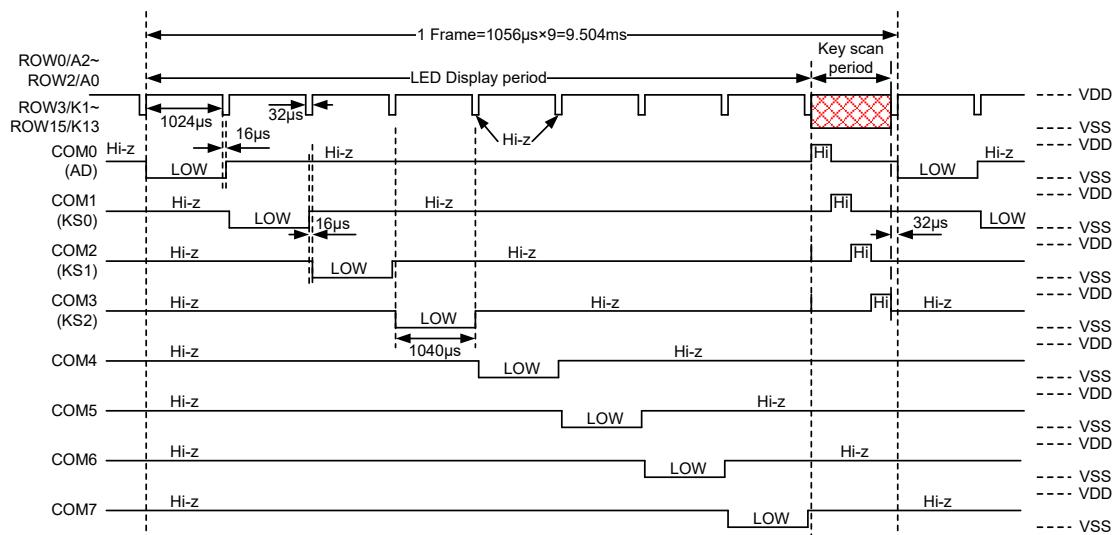 1 Frame=1056µs×9=9.504ms
ROW0/A2~
ROW2/A0
LED Display period
Key scan
period
VDD
ROW3/K1~
ROW15/K13
1024µs
32µs
Hi-z
VSS
16µs
VDD
COM0
(AD)
Hi-z
LOW
Hi-z
Hi
LOW
Hi-z
VSS
VDD
COM1
(KS0)
Hi-z
LOW
Hi-z
Hi
LOW
VSS
16µs
32µs
VDD
COM2
(KS1)
Hi-z
LOW
Hi-z
Hi
VSS
VDD
COM3
(KS2)
Hi-z
LOW
Hi-z
Hi
Hi-z
VSS
1040µs
VDD
COM4
Hi-z
LOW
Hi-z
VSS
VDD
COM5
Hi-z
LOW
Hi-z
VSS
VDD
COM6
Hi-z
LOW
Hi-z
VSS
VDD
COM7
Hi-z
LOW
Hi-z
VSS